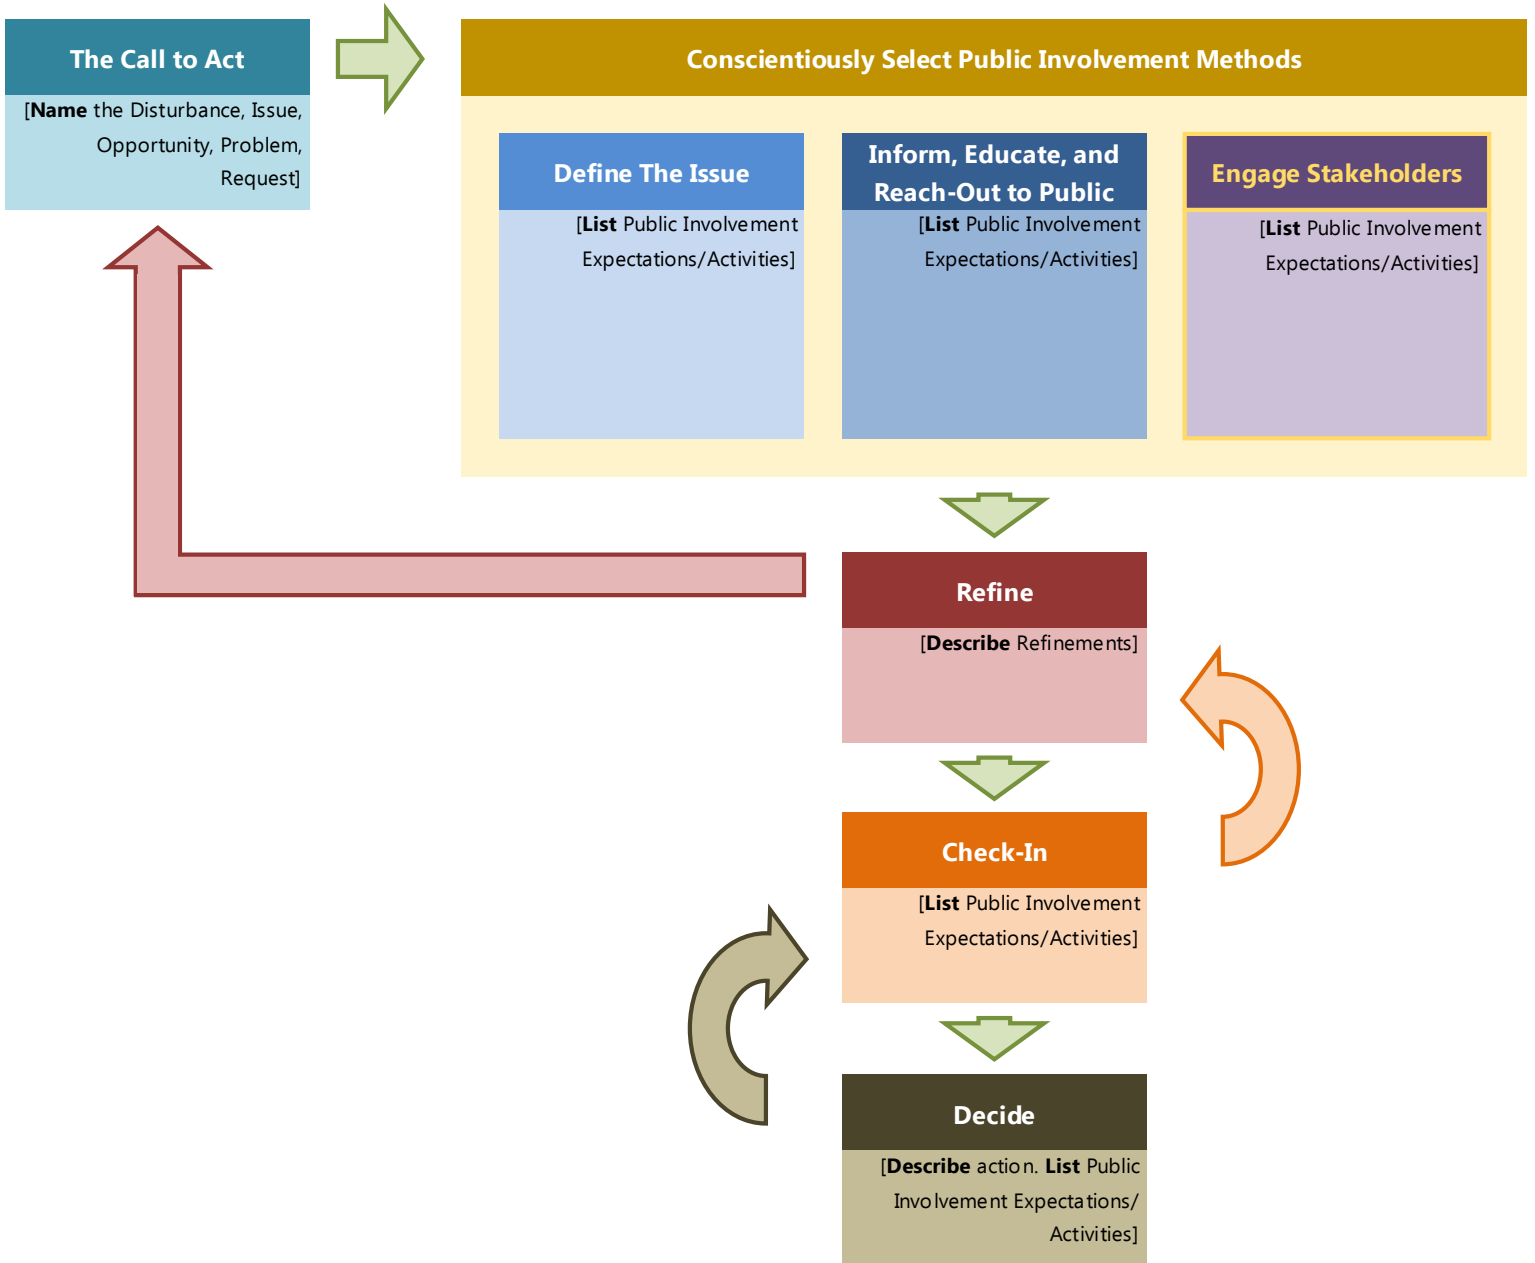 The Call to Act
[Name the Disturbance, Issue,
Opportunity, Problem,
Request]
Conscientiously Select Public Involvement Methods
Define The Issue
[List Public Involvement
Expectations/Activities]
Inform, Educate, and
Reach-Out to Public
[List Public Involvement
Expectations/Activities]
Engage Stakeholders
[List Public Involvement
Expectations/Activities]
Refine
[Describe Refinements]
Check-In
[List Public Involvement
Expectations/Activities]
Decide
[Describe action. List Public
Involvement Expectations/
Activities]